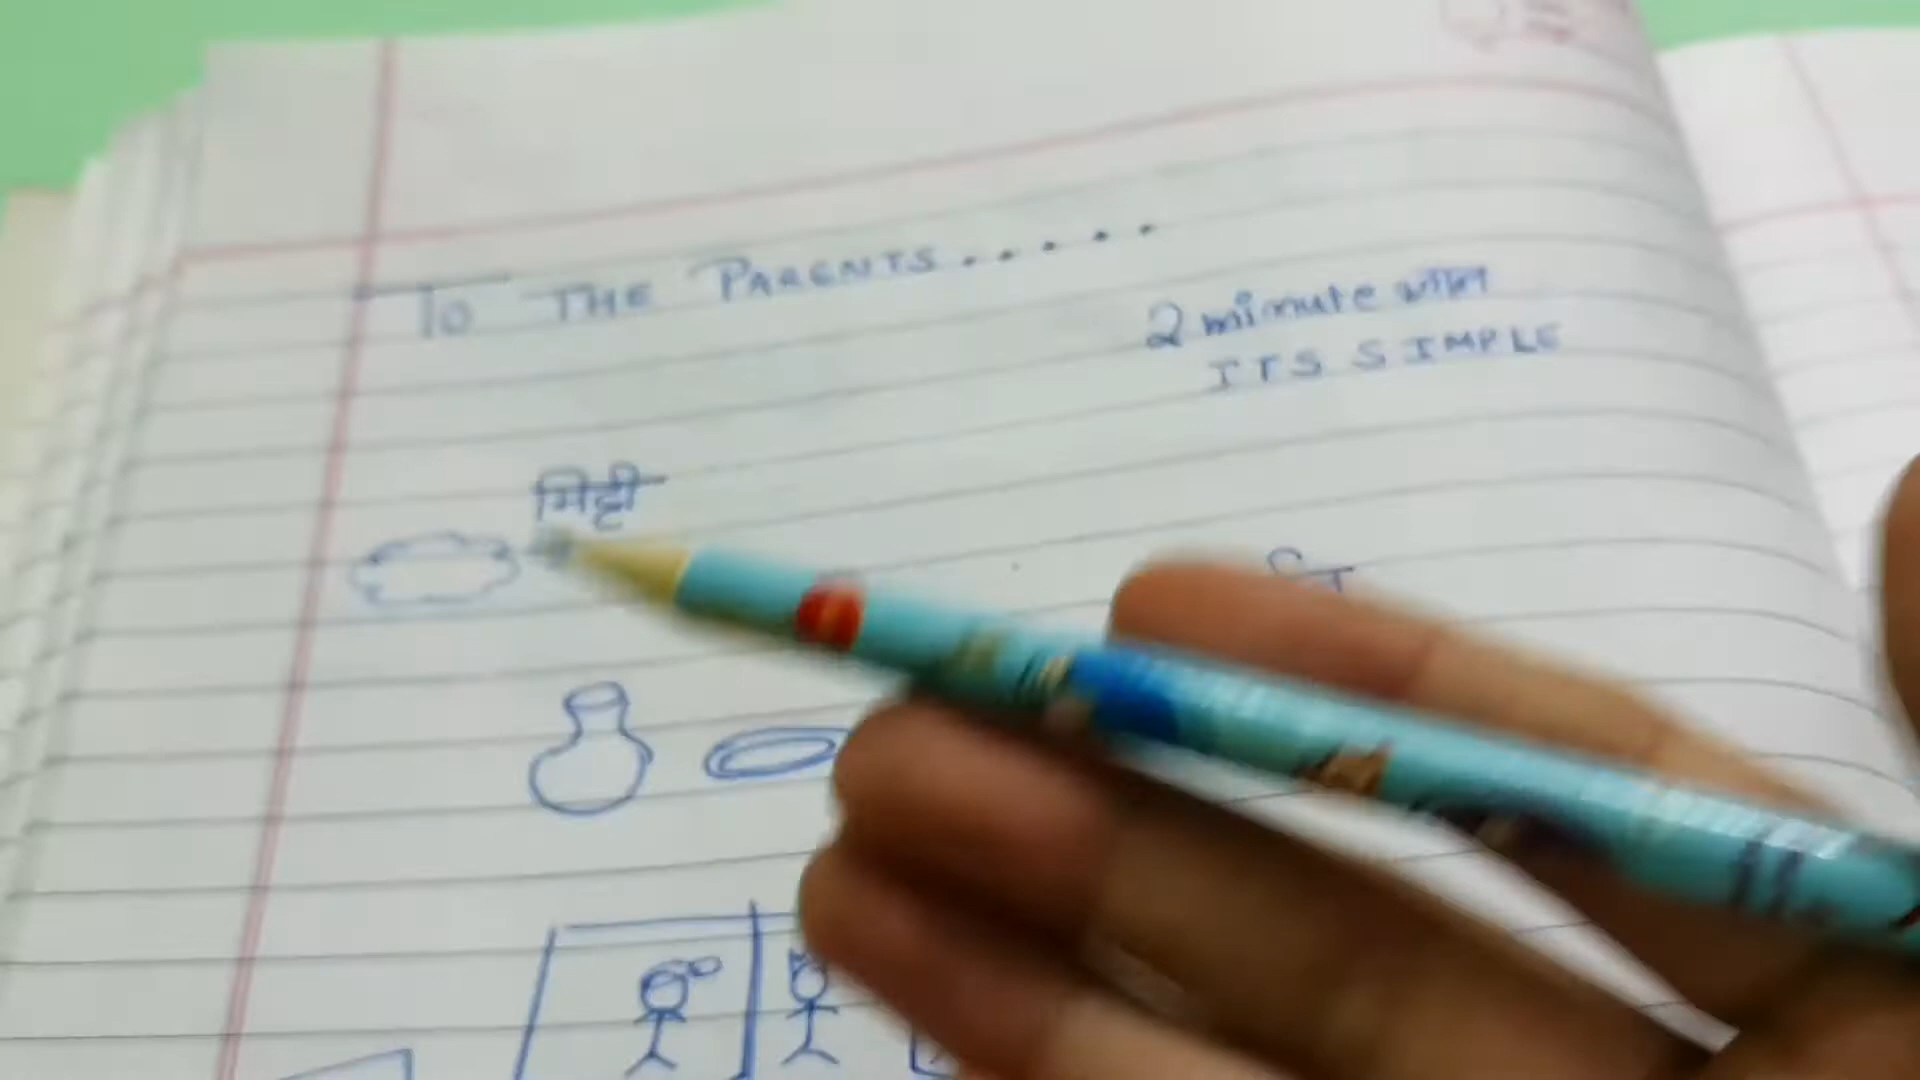 TO THE PARENTS......
2 minute
ITS SIMPLE
मिट्टी